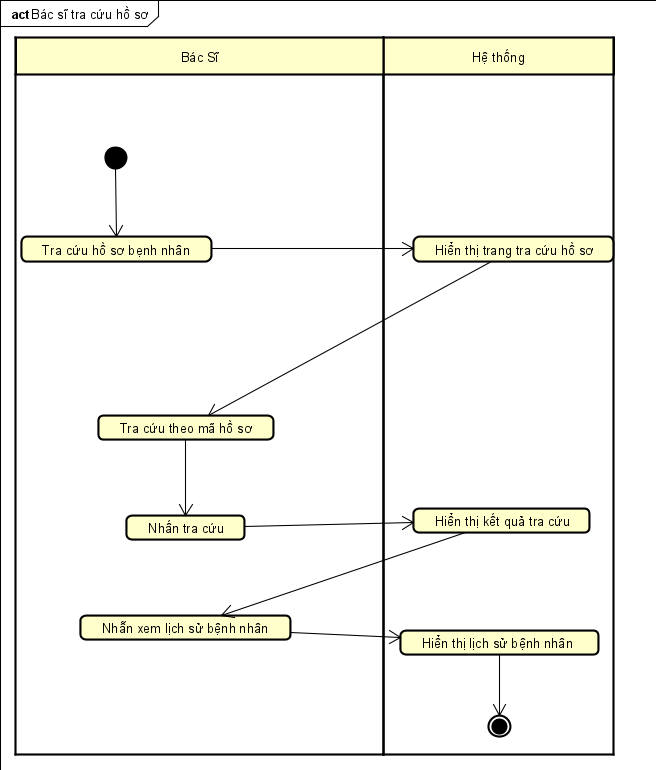 act Bác sĩ tra cứu hồ sơ
Bác Sĩ
Hệ thống
Tra cứu hồ sơ bẹnh nhân
Hiển thị trang tra cứu hồ sơ
Tra cứu theo mã hồ sơ
Nhấn tra cứu
Hiển thị kết quả tra cứu
Nhấn xem lịch sử bệnh nhân
Hiển thị lịch sử bệnh nhân